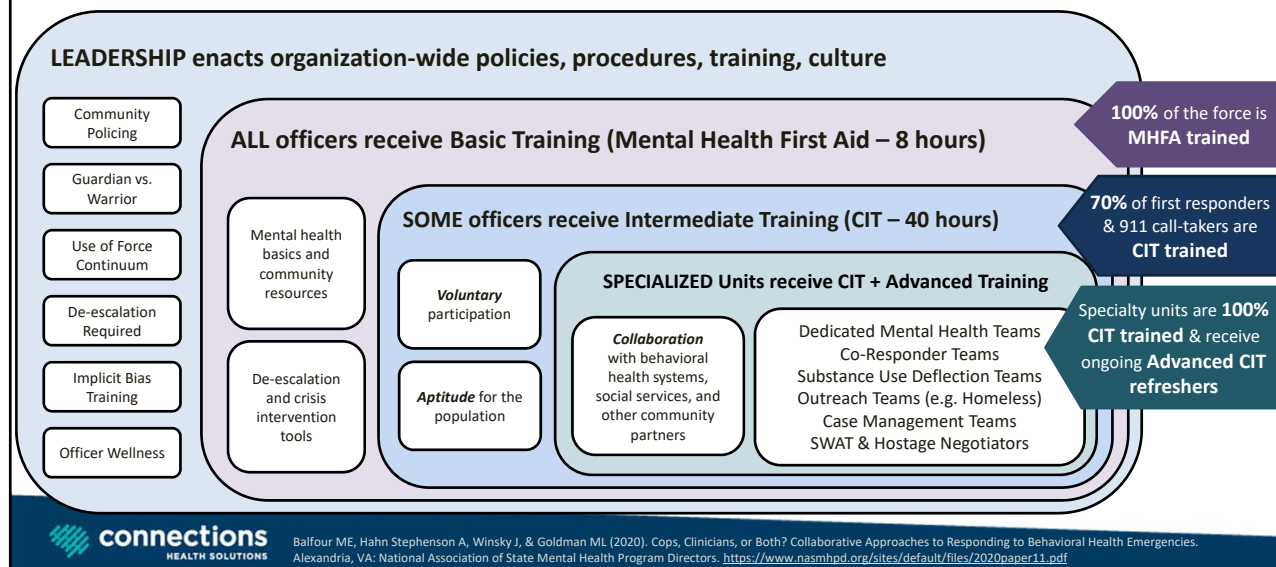 LEADERSHIP enacts organization-wide policies, procedures, training, culture
Community
Policing
Guardian vs.
Warrior
Use of Force
Continuum
De-escalation
Required
Implicit Bias
Training
Officer Wellness
ALL officers receive Basic Training (Mental Health First Aid – 8 hours)
Mental health
basics and
community
resources
De-escalation
and crisis
intervention
tools
SOME officers receive Intermediate Training (CIT – 40 hours)
Voluntary
participation
Aptitude for the
population
SPECIALIZED Units receive CIT + Advanced Training
Collaboration
with behavioral
health systems,
social services, and
other community
partners
Dedicated Mental Health Teams
Co-Responder Teams
Substance Use Deflection Teams
Outreach Teams (e.g. Homeless)
Case Management Teams
SWAT & Hostage Negotiators
100% of the force is
MHFA trained
70% of first responders
& 911 call-takers are
CIT trained
Specialty units are 100%
CIT trained & receive
ongoing Advanced CIT
refreshers
connections
HEALTH SOLUTIONS
Balfour ME, Hahn Stephenson A, Winsky J, & Goldman ML (2020). Cops, Clinicians, or Both? Collaborative Approaches to Responding to Behavioral Health Emergencies.
Alexandria, VA: National Association of State Mental Health Program Directors. https://www.nasmhpd.org/sites/default/files/2020paper11.pdf